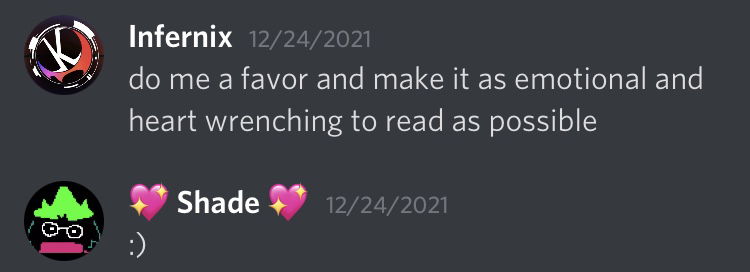 Infernix 12/24/2021
do me a favor and make it as emotional and
heart wrenching to read as possible
💖 Shade 💖 12/24/2021
:)